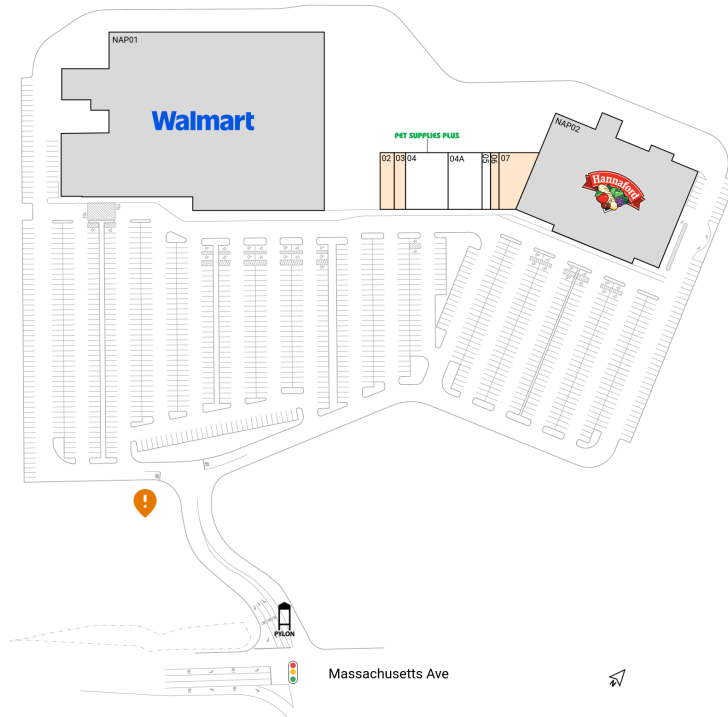 NAP01
Walmart
PET SUPPLIES PLUS
NAP02
02
03
04
04A
05
06
07
Hannaford
PYLON
Massachusetts Ave
N